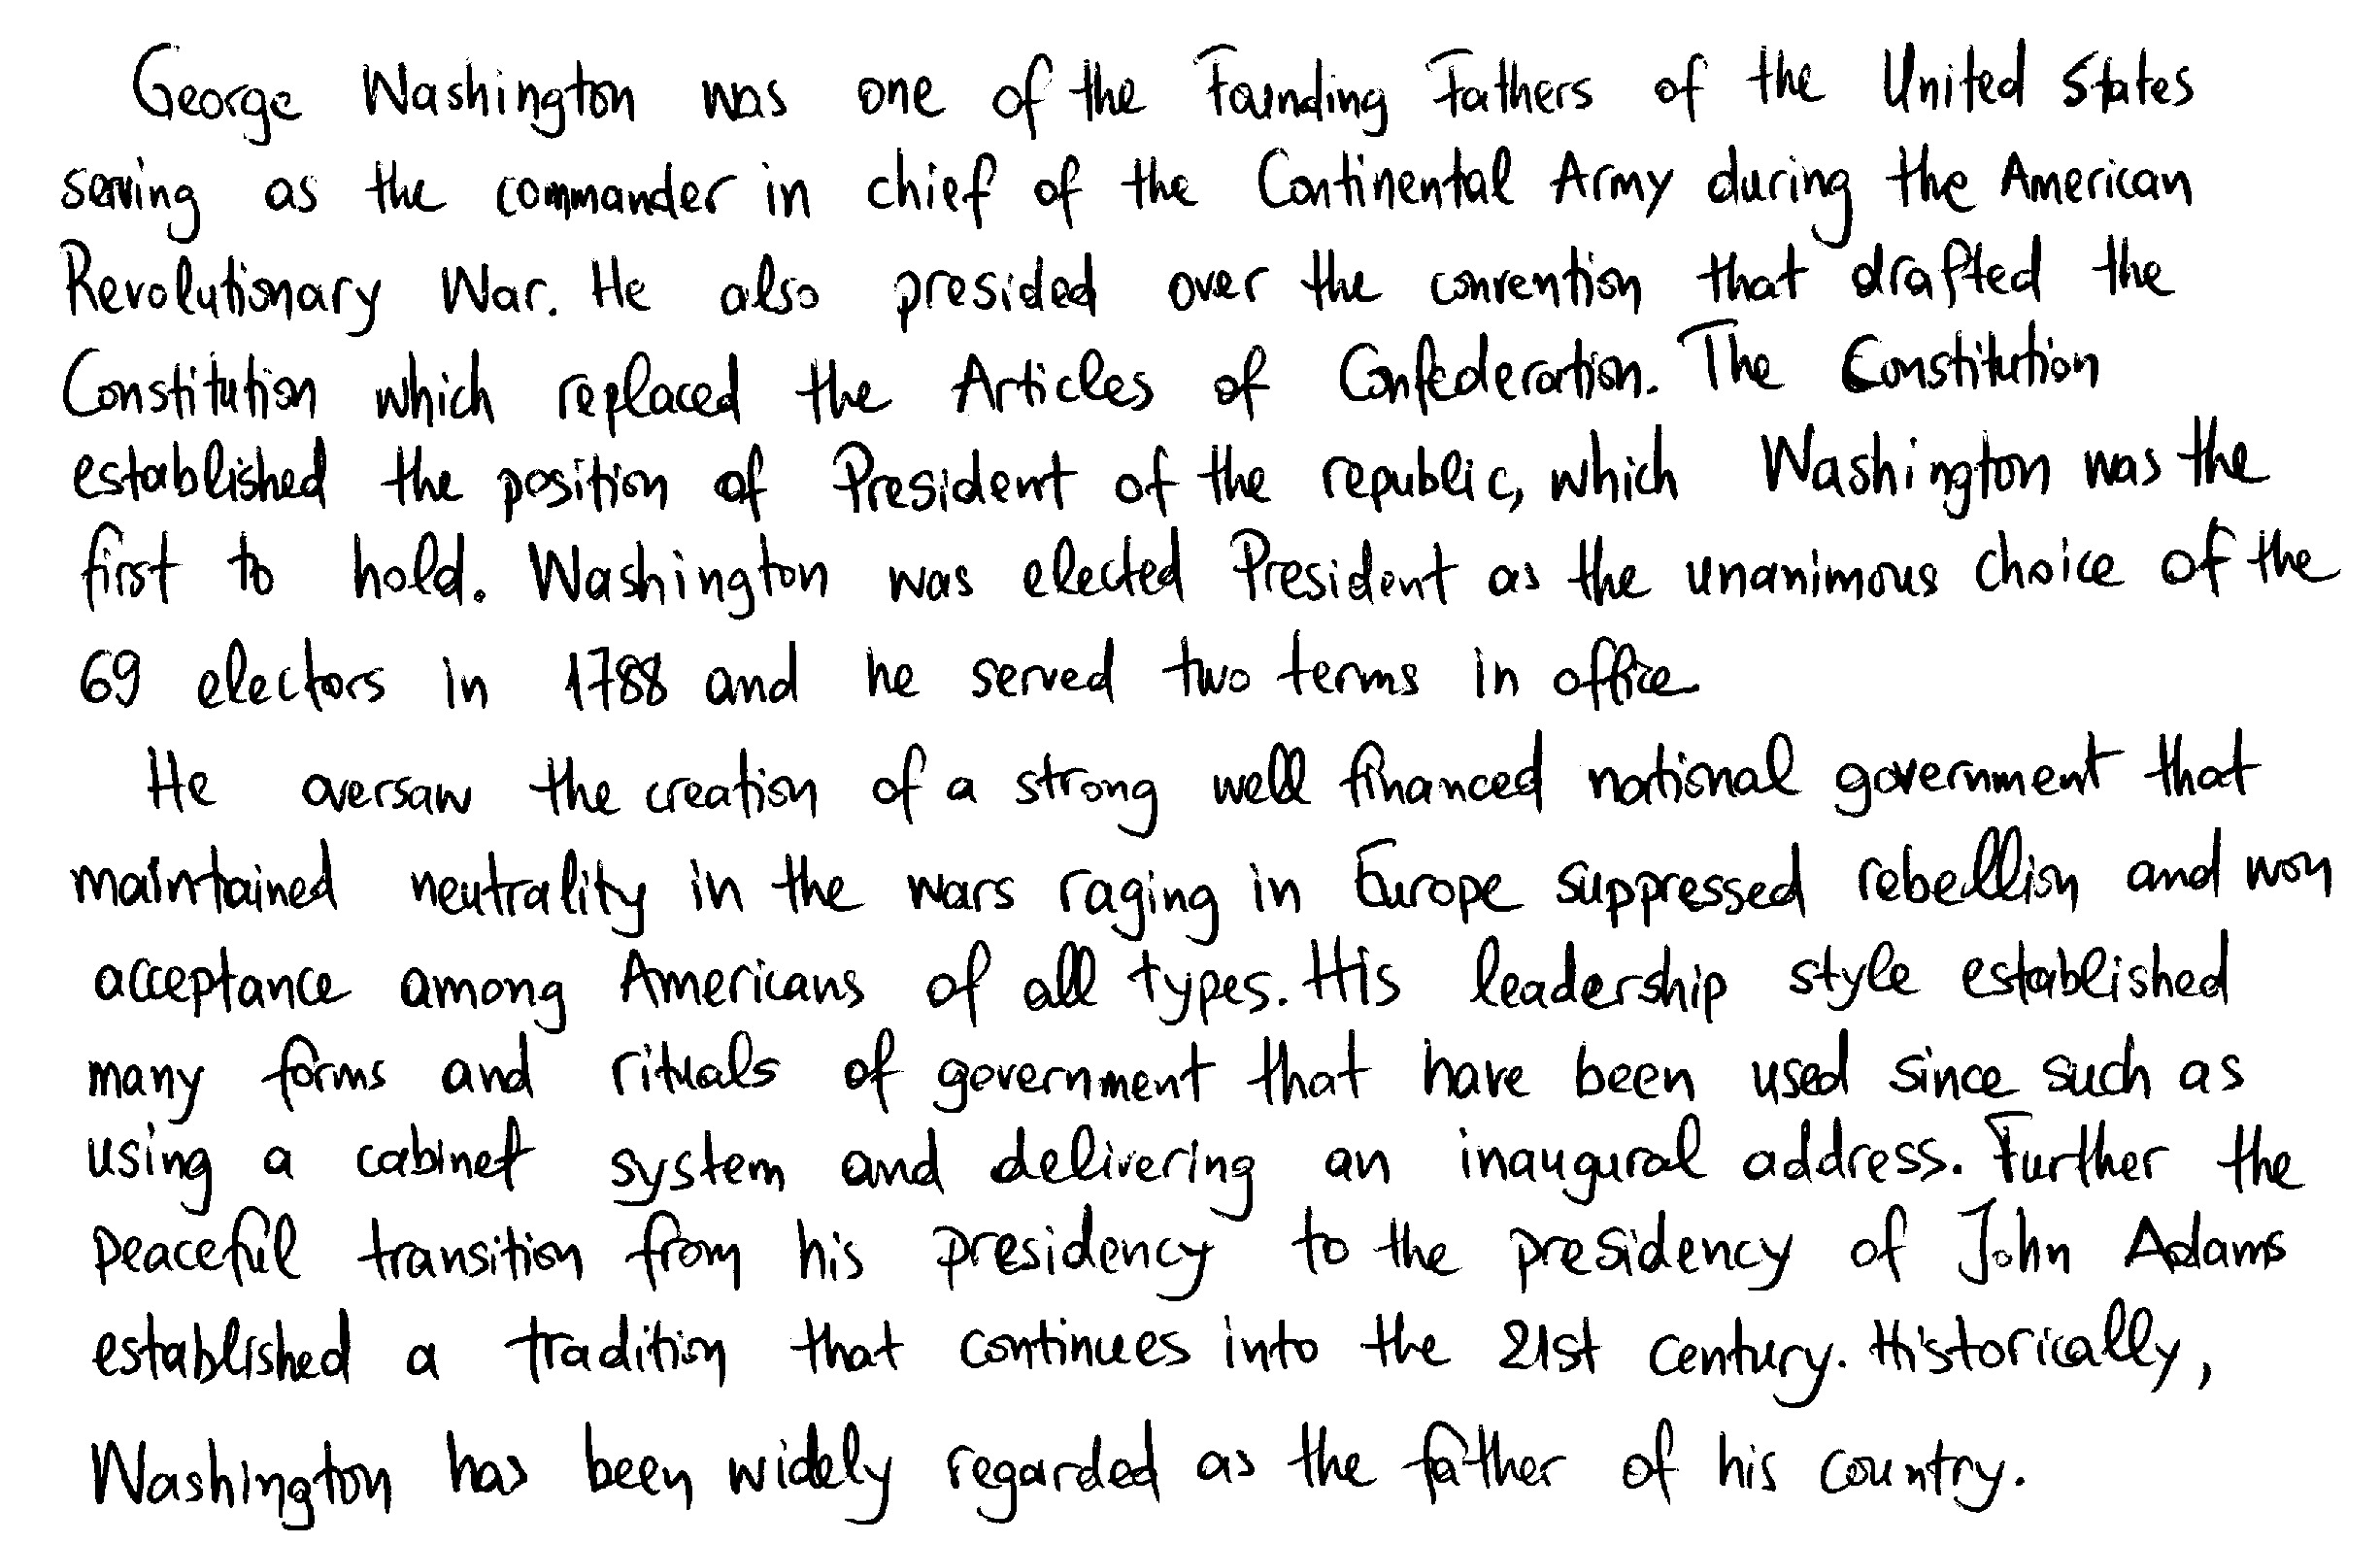 George Washington was one of the Founding Fathers of the United States
serving as the commander in chief of the Continental Army during the American
Revolutionary War. He also presided over the convention that drafted the
Constitution which replaced the Articles of Confederation. The Constitution
established the position of President of the republic, which Washington was the
first to hold. Washington was elected President as the unanimous choice of the
69 electors in 1788 and he served two terms in office
He oversaw the creation of a strong well financed national government that
maintained neutrality in the wars raging in Europe suppressed rebellion and won
acceptance among Americans of all types. His leadership style established
many forms and rituals of government that have been used since such as
using a cabinet system and delivering an inaugural address. Further the
peaceful transition from his presidency to the presidency of John Adams
established a tradition that continues into the 21st century. Historically,
Washington has been widely regarded as the father of his country.